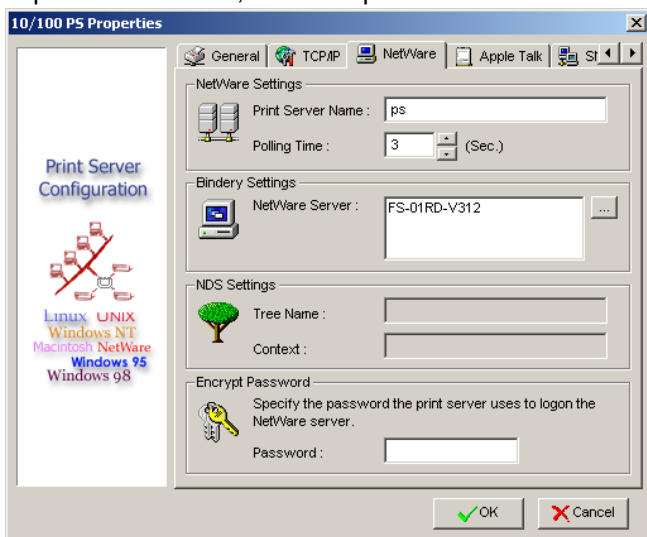 10/100 PS Properties
General TCP/IP NetWare Apple Talk
NetWare Settings
Print Server Name :
ps
Polling Time :
3
(Sec.)
Print Server
Configuration
Bindery Settings
NetWare Server :
FS-01RD-V312
...
NDS Settings
Tree Name :
Context :
Linux UNIX
Windows NT
Macintosh NetWare
Windows 95
Windows 98
Encrypt Password
Specify the password the print server uses to logon the
NetWare server.
Password :
OK Cancel